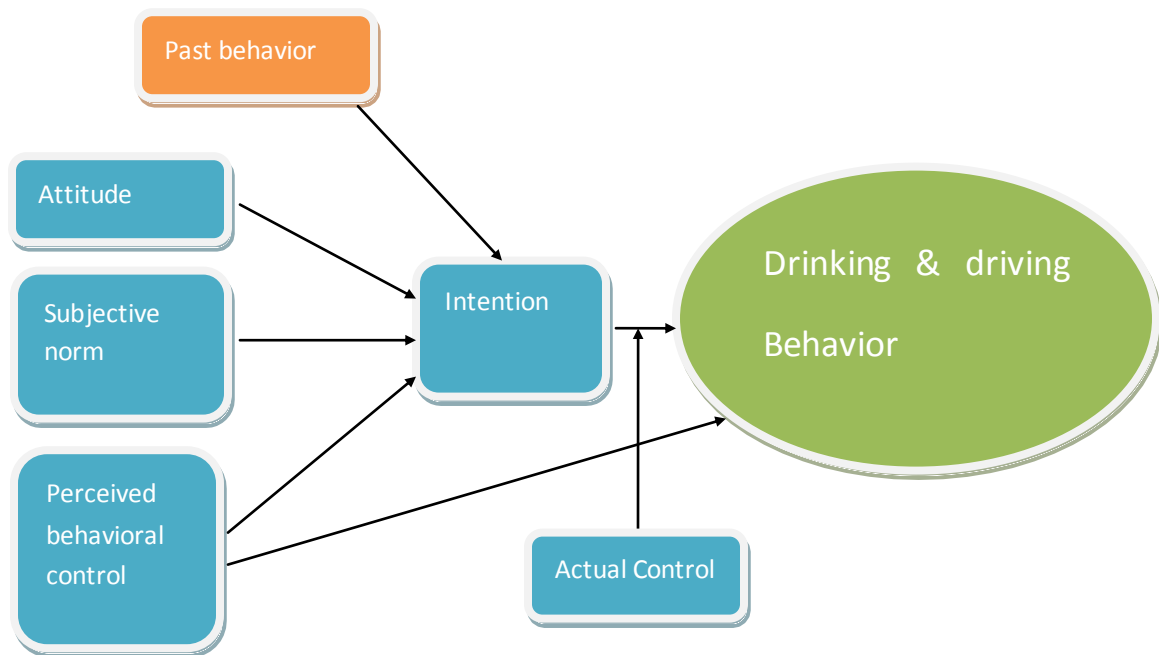 Past behavior
Attitude
Subjective
norm
Perceived
behavioral
control
Intention
Drinking & driving
Behavior
Actual Control